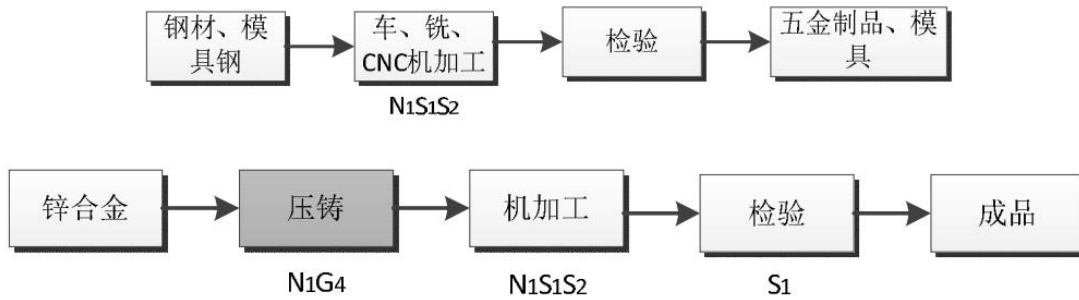 钢材、模
具钢
车、铣、
CNC机加工
检验
五金制品、模
具
N1S1S2
锌合金
压铸
机加工
检验
成品
N1G4
N1S1S2
S1